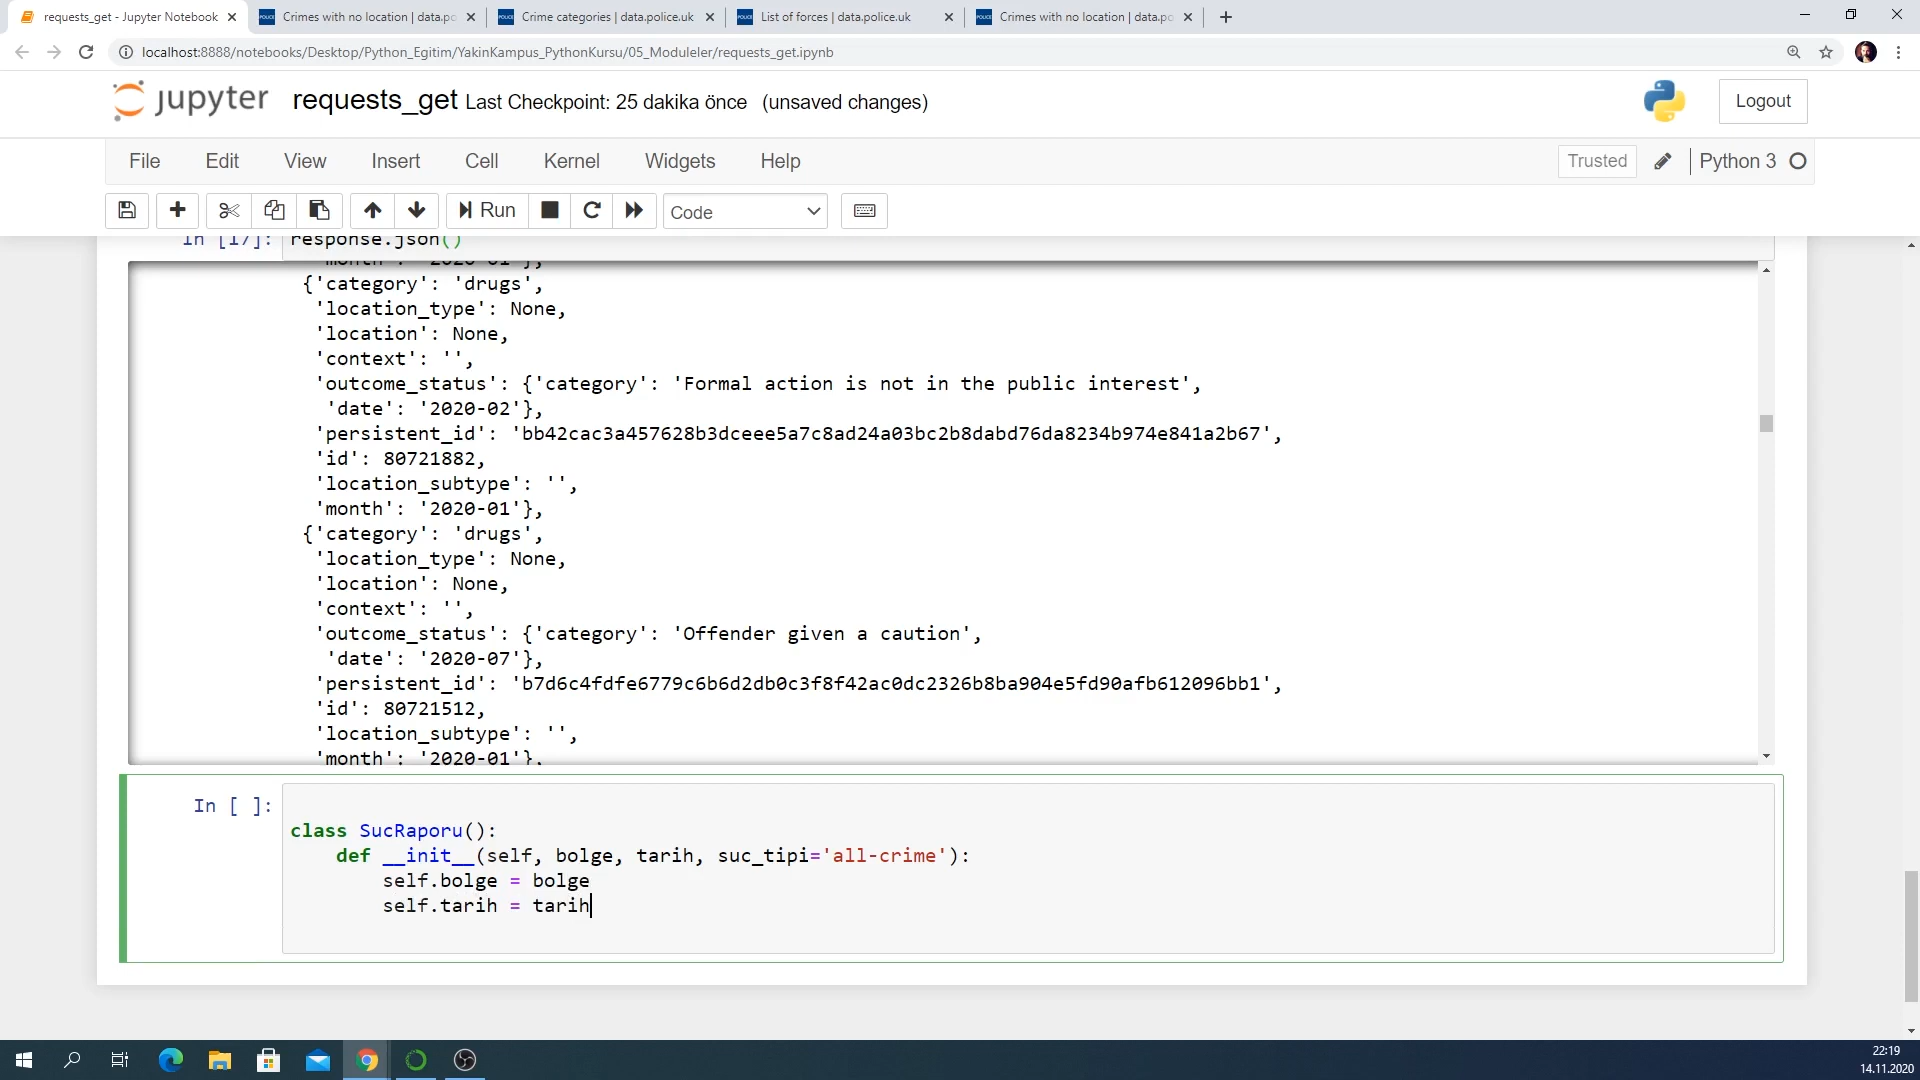 requests_get - Jupyter Notebook
Crimes with no location | data.po
Crime categories | data.police.uk
List of forces | data.police.uk
Crimes with no location | data.po
localhost:8888/notebooks/Desktop/Python_Egitim/YakinKampus_PythonKursu/05_Moduleler/requests_get.ipynb
jupyter requests_get Last Checkpoint: 25 dakika önce (unsaved changes)
Logout
File Edit View Insert Cell Kernel Widgets Help
Trusted
Python 3
Run
Code
In [17]: response.json()
'month': '2020-01'},
{'category': 'drugs',
'location_type': None,
'location': None,
'context': '',
'outcome_status': {'category': 'Formal action is not in the public interest',
'date': '2020-02'},
'persistent_id': 'bb42cac3a457628b3dceee5a7c8ad24a03bc2b8dabd76da8234b974e841a2b67',
'id': 80721882,
'location_subtype': '',
'month': '2020-01'},
{'category': 'drugs',
'location_type': None,
'location': None,
'context': '',
'outcome_status': {'category': 'Offender given a caution',
'date': '2020-07'},
'persistent_id': 'b7d6c4fdfe6779c6b6d2db0c3f8f42ac0dc2326b8ba904e5fd90afb612096bb1',
'id': 80721512,
'location_subtype': '',
'month': '2020-01'},
In [ ]:
class SucRaporu():
def __init__(self, bolge, tarih, suc_tipi='all-crime'):
self.bolge = bolge
self.tarih = tarih
22:19
14.11.2020